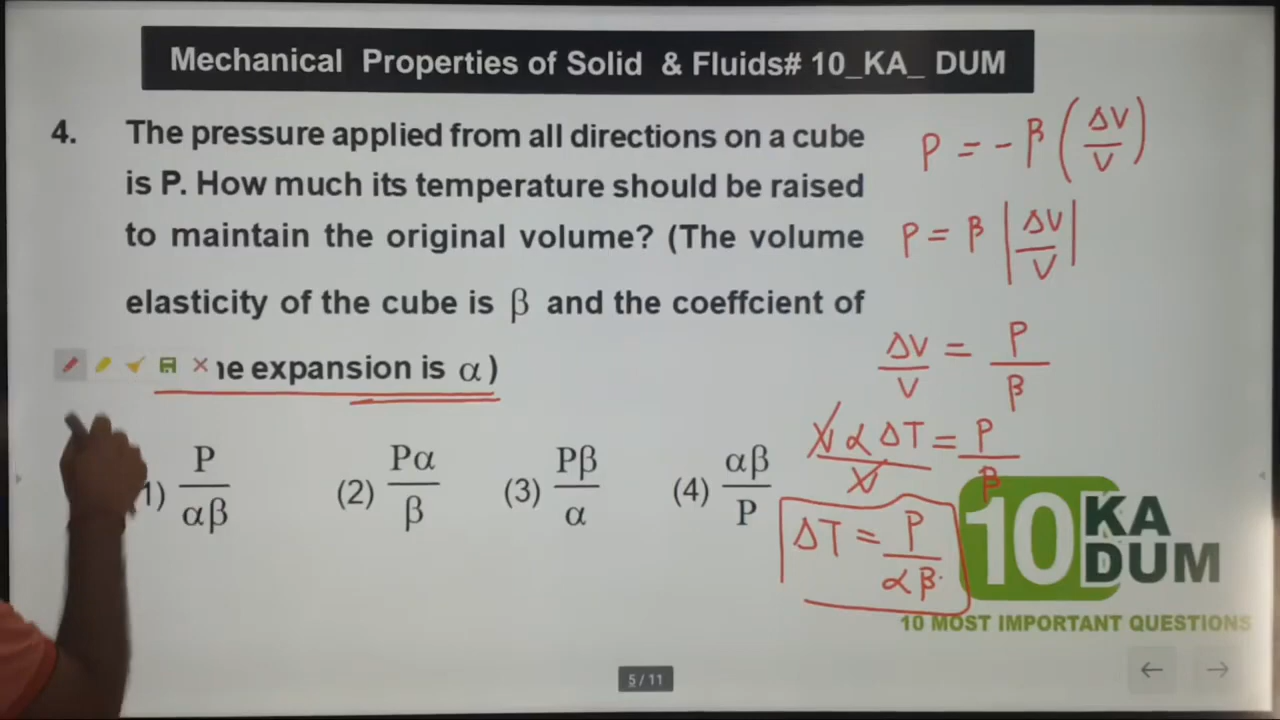 Mechanical Properties of Solid & Fluids# 10_KA_ DUM
4. The pressure applied from all directions on a cube
is P. How much its temperature should be raised
to maintain the original volume? (The volume
elasticity of the cube is β and the coeffcient of
ne expansion is α)
1) P/αβ (2) Pα/β (3) Pβ/α (4) αβ/P
P = - β (ΔV/V)
P = β |ΔV/V|
ΔV/V = P/β
V α ΔT/V = P/β
ΔT = P/αβ
10 KA DUM
10 MOST IMPORTANT QUESTIONS
5 / 11